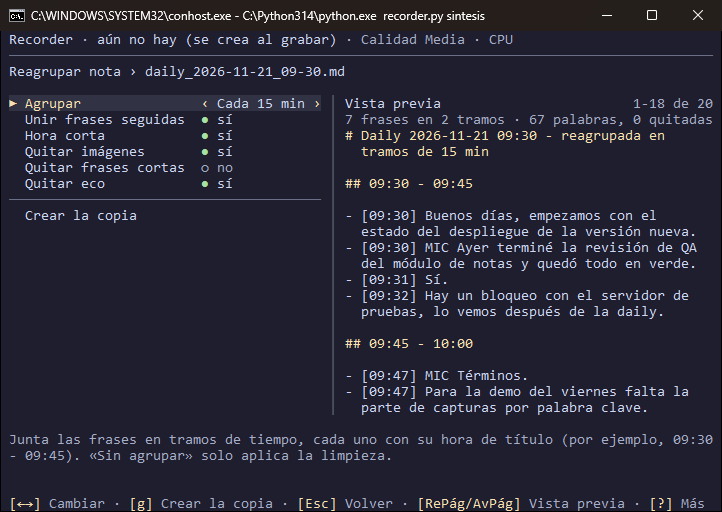 C:\WINDOWS\SYSTEM32\conhost.exe - C:\Python314\python.exe recorder.py sintesis
Recorder · aún no hay (se crea al grabar) · Calidad Media · CPU
Reagrupar nota › daily_2026-11-21_09-30.md
► Agrupar ‹ Cada 15 min ›
Unir frases seguidas ● sí
Hora corta ● sí
Quitar imágenes ● sí
Quitar frases cortas ○ no
Quitar eco ● sí
Crear la copia
Vista previa 1-18 de 20
7 frases en 2 tramos · 67 palabras, 0 quitadas
# Daily 2026-11-21 09:30 - reagrupada en
tramos de 15 min
## 09:30 - 09:45
- [09:30] Buenos días, empezamos con el
estado del despliegue de la versión nueva.
- [09:30] MIC Ayer terminé la revisión de QA
del módulo de notas y quedó todo en verde.
- [09:31] Sí.
- [09:32] Hay un bloqueo con el servidor de
pruebas, lo vemos después de la daily.
## 09:45 - 10:00
- [09:47] MIC Términos.
- [09:47] Para la demo del viernes falta la
parte de capturas por palabra clave.
Junta las frases en tramos de tiempo, cada uno con su hora de título (por ejemplo, 09:30
- 09:45). «Sin agrupar» solo aplica la limpieza.
[↔] Cambiar · [g] Crear la copia · [Esc] Volver · [RePág/AvPág] Vista previa · [?] Más